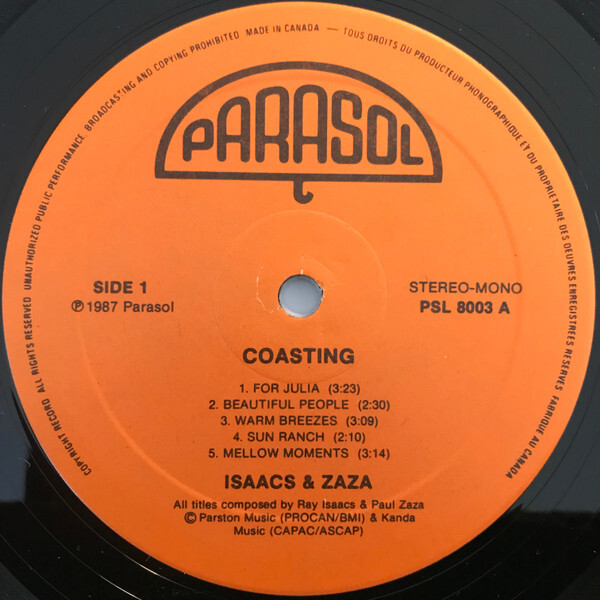 COPYRIGHT RECORD ALL RIGHTS RESERVED UNAUTHORIZED PUBLIC PERFORMANCE, BROADCASTING AND COPYING PROHIBITED MADE IN CANADA — TOUS DROITS DU PRODUCTEUR PHONOGRAPHIQUE ET DU PROPRIETAIRE DES OEUVRES ENREGISTREES RESERVES FABRIQUE AU CANADA
PARASOL
SIDE 1
℗ 1987 Parasol
STEREO-MONO
PSL 8003 A
COASTING
1. FOR JULIA (3:23)
2. BEAUTIFUL PEOPLE (2:30)
3. WARM BREEZES (3:09)
4. SUN RANCH (2:10)
5. MELLOW MOMENTS (3:14)
ISAACS & ZAZA
All titles composed by Ray Isaacs & Paul Zaza
© Parston Music (PROCAN/BMI) & Kanda
Music (CAPAC/ASCAP)